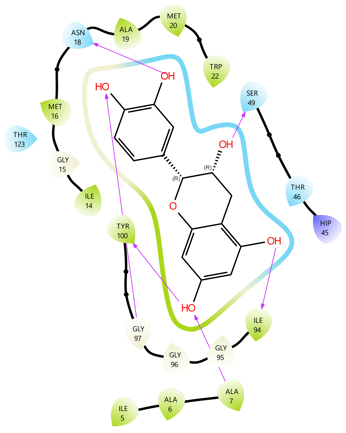 MET
20
ALA
19
ASN
18
TRP
22
OH
HO
SER
49
MET
16
OH
THR
123
GLY
15
(R)
(R)
THR
46
ILE
14
O
HIP
45
TYR
100
OH
HO
ILE
94
GLY
97
GLY
95
GLY
96
ALA
7
ALA
6
ILE
5